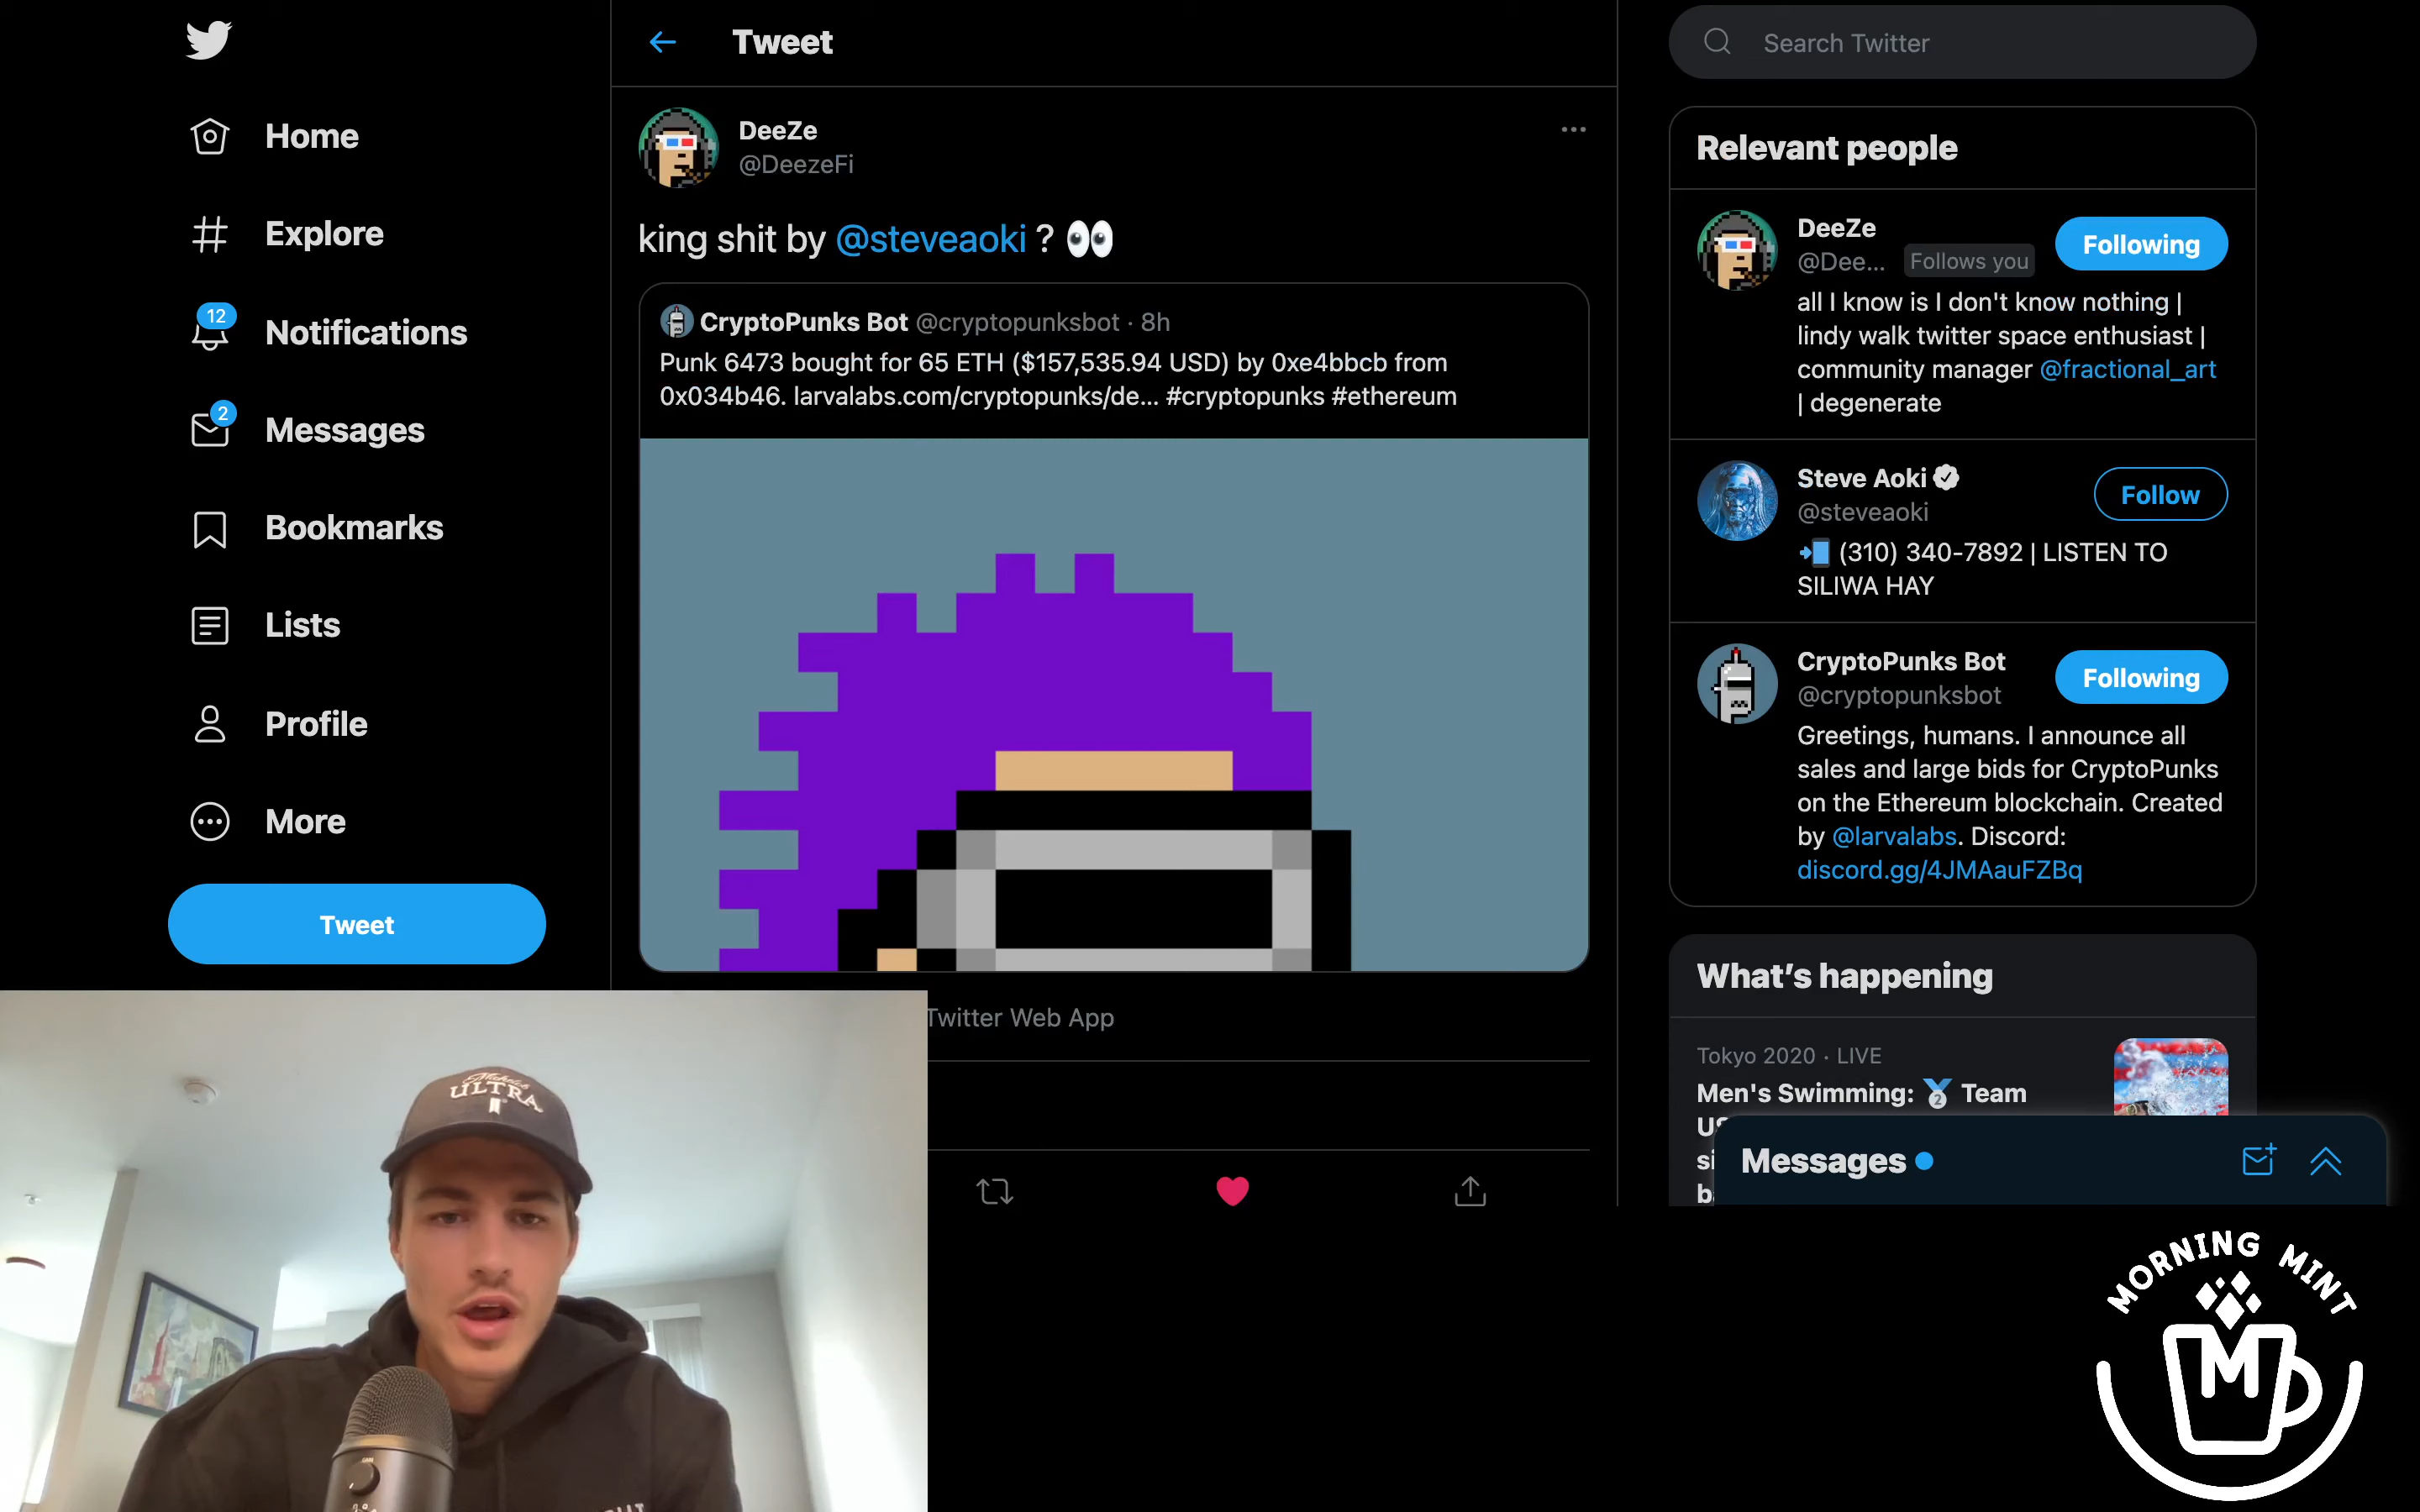 Home
Explore
12
Notifications
2
Messages
Bookmarks
Lists
Profile
More
Tweet
Tweet
DeeZe
@DeezeFi
king shit by @steveaoki ? 👀
CryptoPunks Bot @cryptopunksbot · 8h
Punk 6473 bought for 65 ETH ($157,535.94 USD) by 0xe4bbcb from
0x034b46. larvalabs.com/cryptopunks/de... #cryptopunks #ethereum
Twitter Web App
Search Twitter
Relevant people
DeeZe
@Dee... Follows you
Following
all I know is I don't know nothing |
lindy walk twitter space enthusiast |
community manager @fractional_art
| degenerate
Steve Aoki
@steveaoki
Follow
📲 (310) 340-7892 | LISTEN TO
SILIWA HAY
CryptoPunks Bot
@cryptopunksbot
Following
Greetings, humans. I announce all
sales and large bids for CryptoPunks
on the Ethereum blockchain. Created
by @larvalabs. Discord:
discord.gg/4JMAauFZBq
What's happening
Tokyo 2020 · LIVE
Men's Swimming: 🥈 Team
Messages
ULTRA
MORNING MINT
M